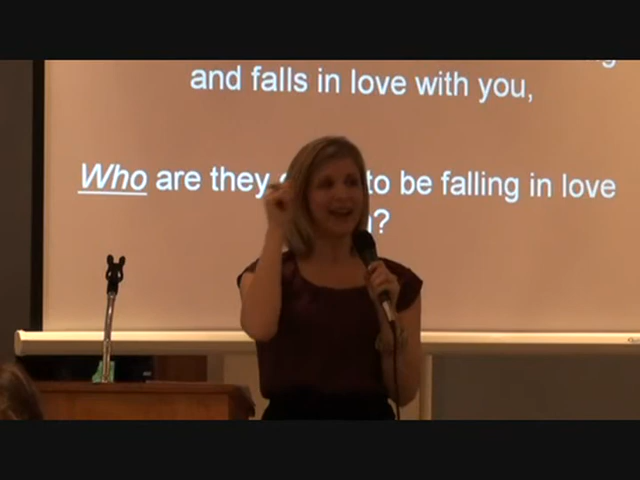 and falls in love with you,
Who are they to be falling in love
?